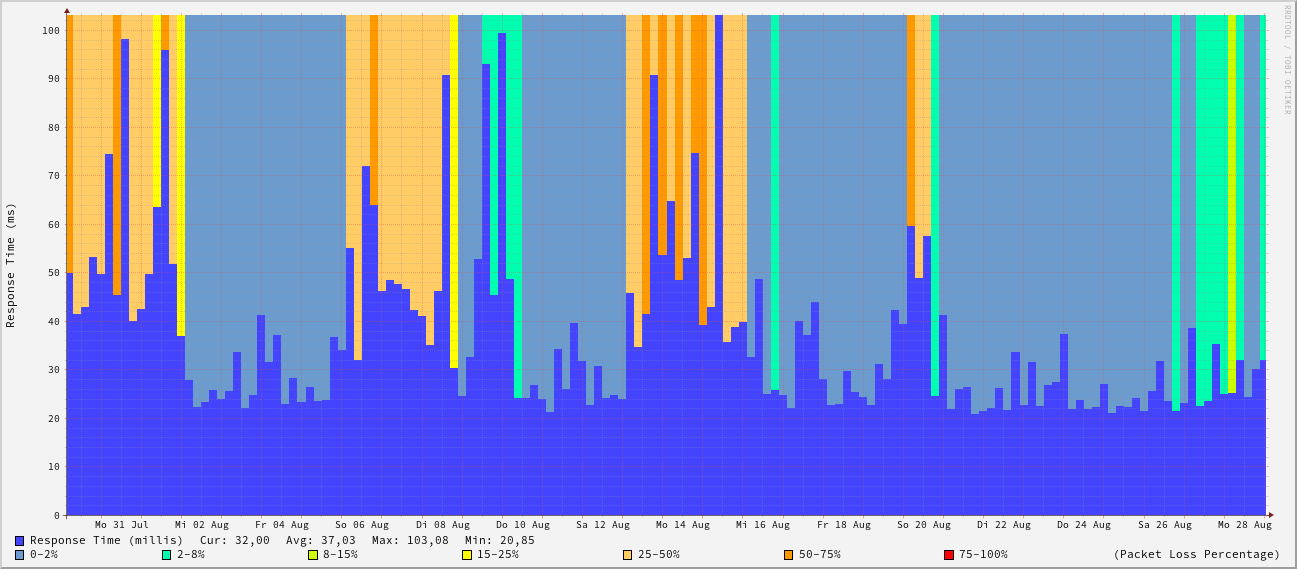 RRDTOOL / TOBI OETIKER
Response Time (ms)
100
90
80
70
60
50
40
30
20
10
0
Mo 31 Jul Mi 02 Aug Fr 04 Aug So 06 Aug Di 08 Aug Do 10 Aug Sa 12 Aug Mo 14 Aug Mi 16 Aug Fr 18 Aug So 20 Aug Di 22 Aug Do 24 Aug Sa 26 Aug Mo 28 Aug
Response Time (millis) Cur: 32,00 Avg: 37,03 Max: 103,08 Min: 20,85
0-2% 2-8% 8-15% 15-25% 25-50% 50-75% 75-100% (Packet Loss Percentage)